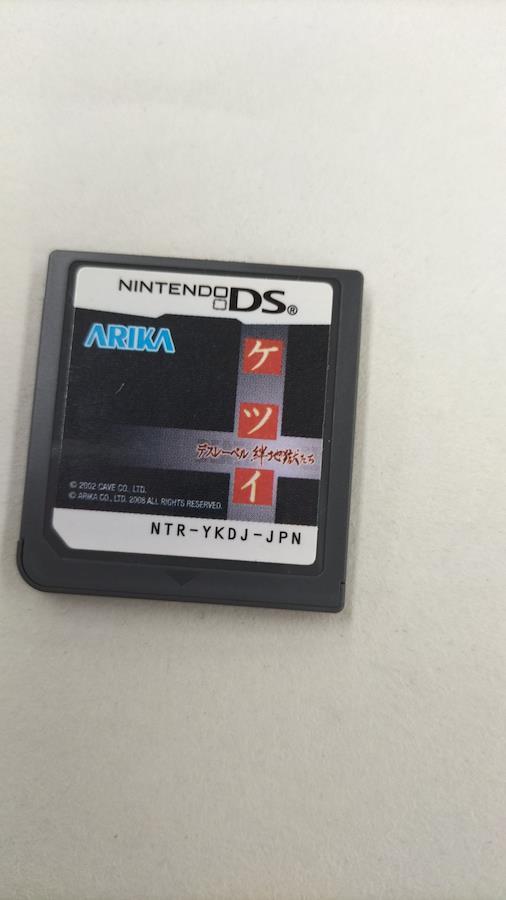 NINTENDO DS®
ARIKA
ケツイ
デスレーベル 絆地獄たち
© 2002 CAVE CO., LTD.
© ARIKA CO., LTD. 2008 ALL RIGHTS RESERVED.
NTR-YKDJ-JPN